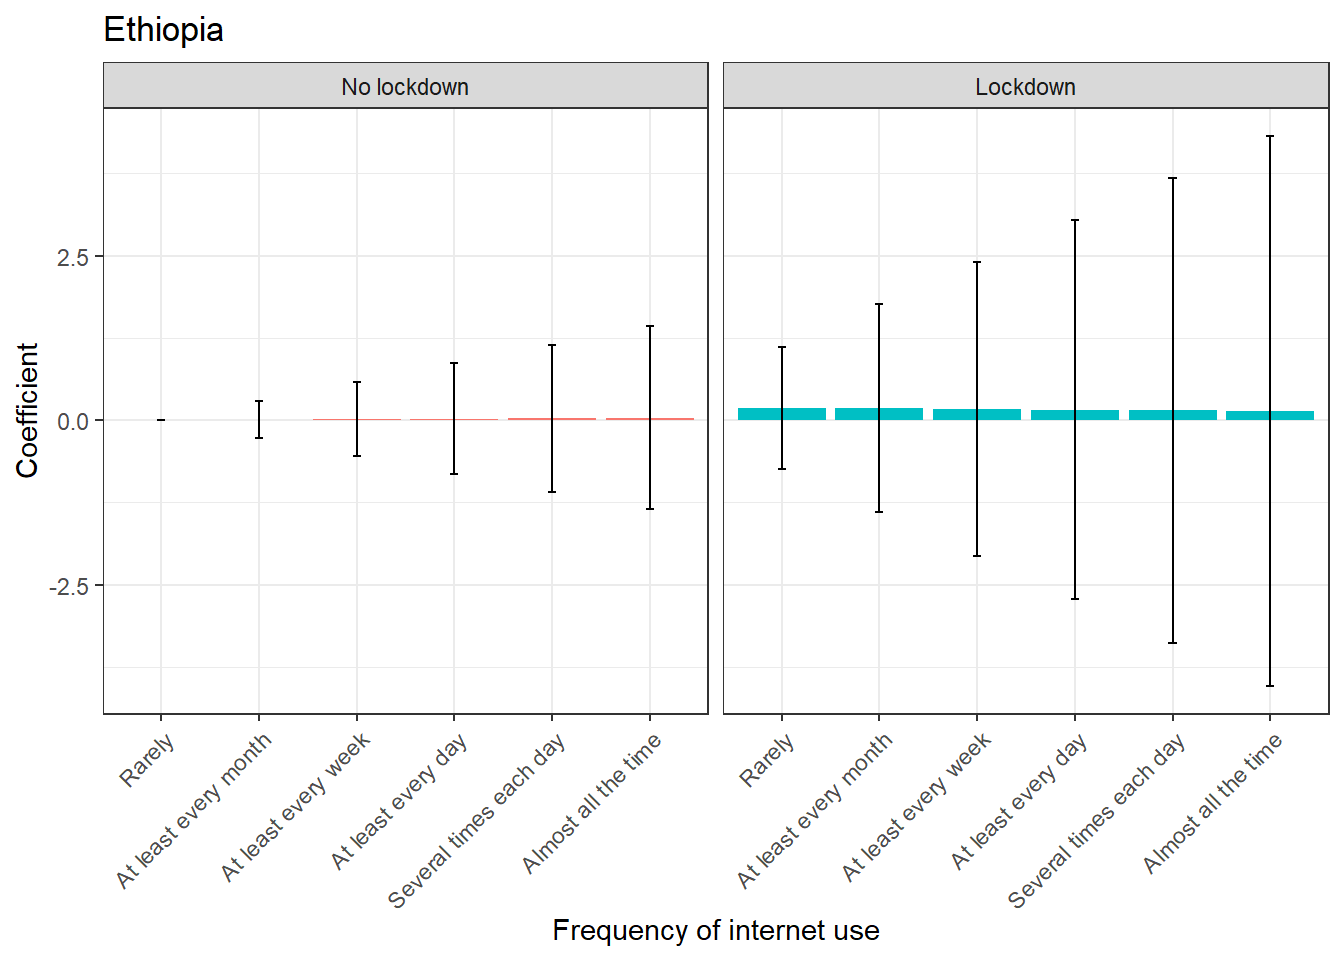 Ethiopia
No lockdown
Lockdown
Coefficient
2.5
0.0
-2.5
Rarely
At least every month
At least every week
At least every day
Several times each day
Almost all the time
Rarely
At least every month
At least every week
At least every day
Several times each day
Almost all the time
Frequency of internet use